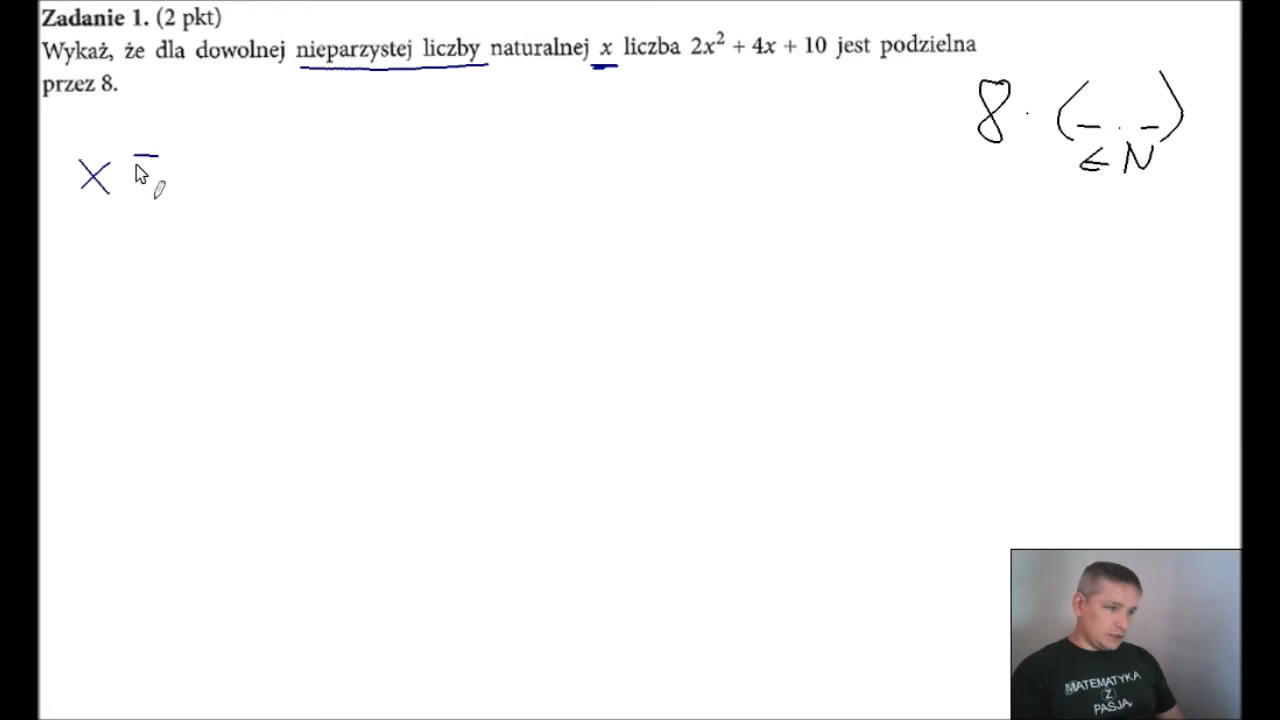 Zadanie 1. (2 pkt)
Wykaż, że dla dowolnej nieparzystej liczby naturalnej x liczba 2x² + 4x + 10 jest podzielna
przez 8.
8 · (_ . _)
∈ N
X
MATEMATYKA
Z
PASJĄ